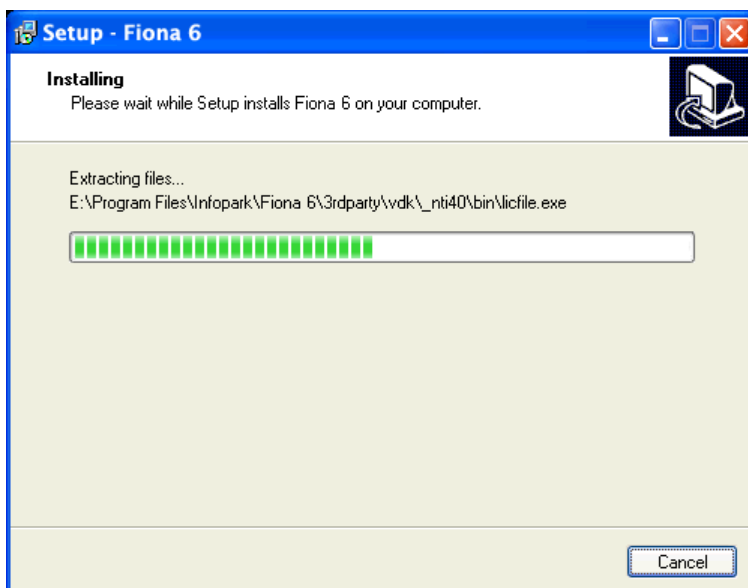 Setup - Fiona 6
Installing
Please wait while Setup installs Fiona 6 on your computer.
Extracting files...
E:\Program Files\Infopark\Fiona 6\3rdparty\vdk\_nti40\bin\licfile.exe
Cancel